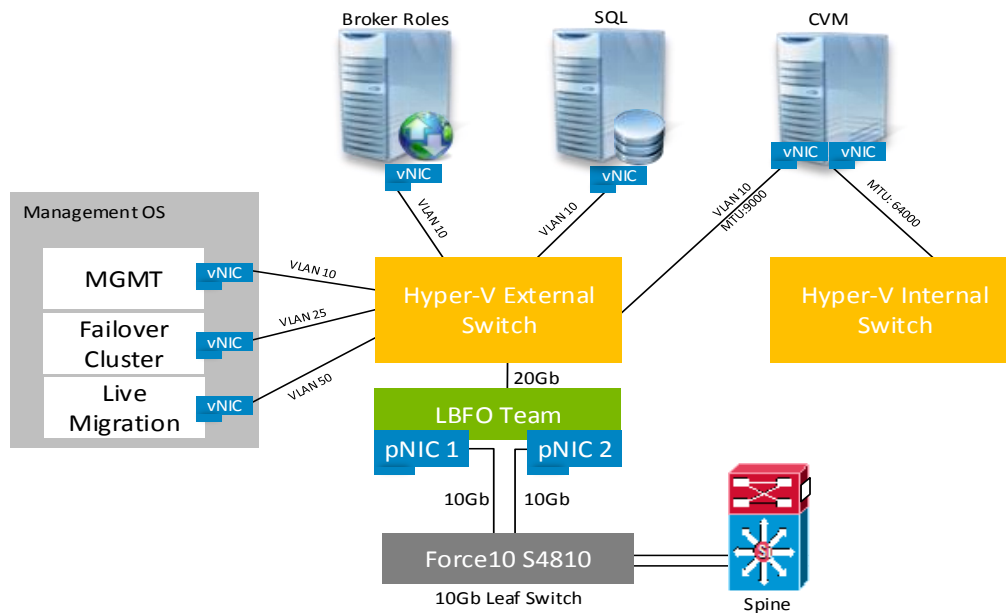 Broker Roles
SQL
CVM
vNIC
vNIC
vNIC
vNIC
VLAN 10
VLAN 10
VLAN 10
MTU:9000
MTU: 64000
Management OS
MGMT
vNIC
VLAN 10
Failover
Cluster
vNIC
VLAN 25
Live
Migration
vNIC
VLAN 50
Hyper-V External
Switch
Hyper-V Internal
Switch
20Gb
LBFO Team
pNIC 1
pNIC 2
10Gb
10Gb
Force10 S4810
10Gb Leaf Switch
Si
Spine